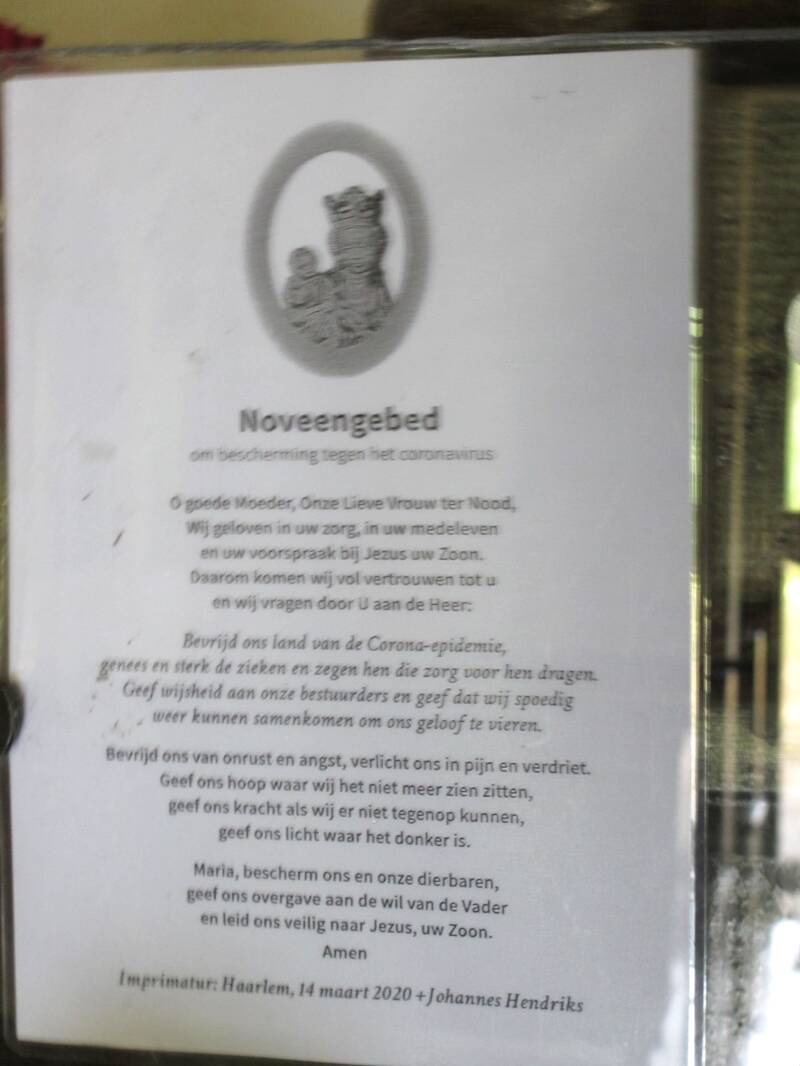 Noveengebed
om bescherming tegen het coronavirus
O goede Moeder, Onze Lieve Vrouw ter Nood,
Wij geloven in uw zorg, in uw medeleven
en uw voorspraak bij Jezus uw Zoon.
Daarom komen wij vol vertrouwen tot u
en wij vragen door U aan de Heer:
Bevrijd ons land van de Corona-epidemie,
genees en sterk de zieken en zegen hen die zorg voor hen dragen.
Geef wijsheid aan onze bestuurders en geef dat wij spoedig
weer kunnen samenkomen om ons geloof te vieren.
Bevrijd ons van onrust en angst, verlicht ons in pijn en verdriet.
Geef ons hoop waar wij het niet meer zien zitten,
geef ons kracht als wij er niet tegenop kunnen,
geef ons licht waar het donker is.
Maria, bescherm ons en onze dierbaren,
geef ons overgave aan de wil van de Vader
en leid ons veilig naar Jezus, uw Zoon.
Amen
Imprimatur: Haarlem, 14 maart 2020 +Johannes Hendriks